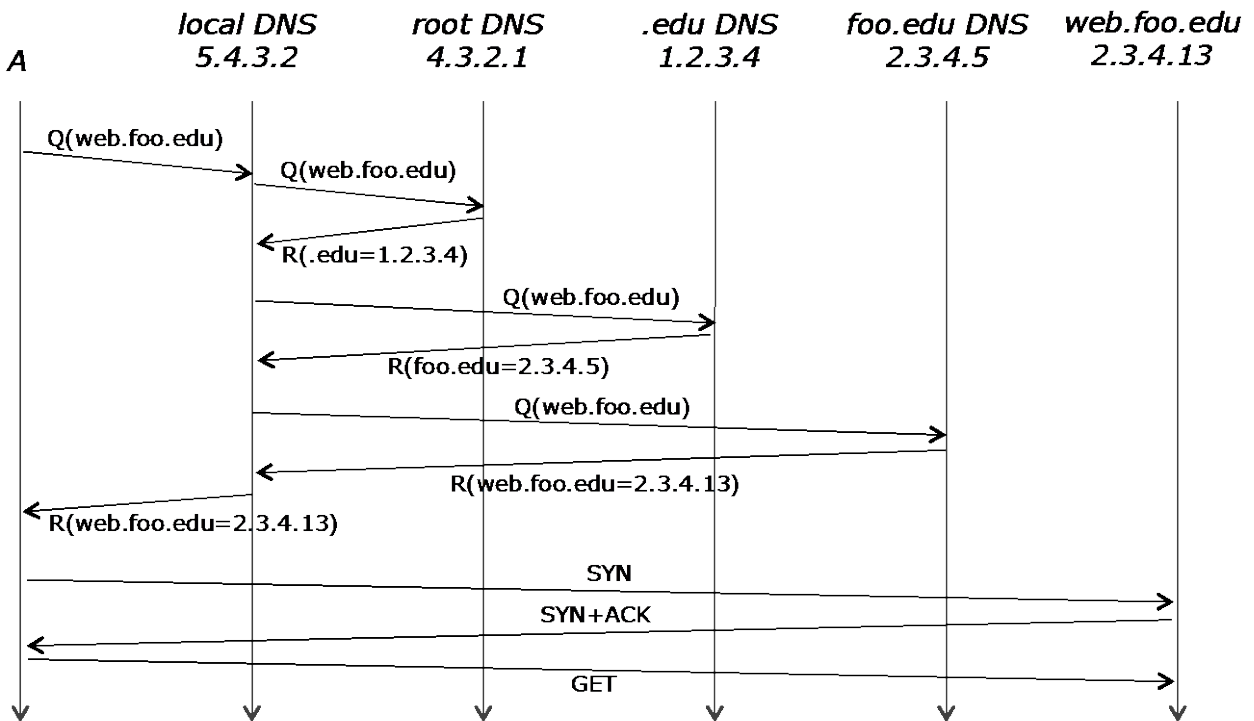 local DNS root DNS .edu DNS foo.edu DNS web.foo.edu
A 5.4.3.2 4.3.2.1 1.2.3.4 2.3.4.5 2.3.4.13
Q(web.foo.edu)
Q(web.foo.edu)
R(.edu=1.2.3.4)
Q(web.foo.edu)
R(foo.edu=2.3.4.5)
Q(web.foo.edu)
R(web.foo.edu=2.3.4.13)
R(web.foo.edu=2.3.4.13)
SYN
SYN+ACK
GET